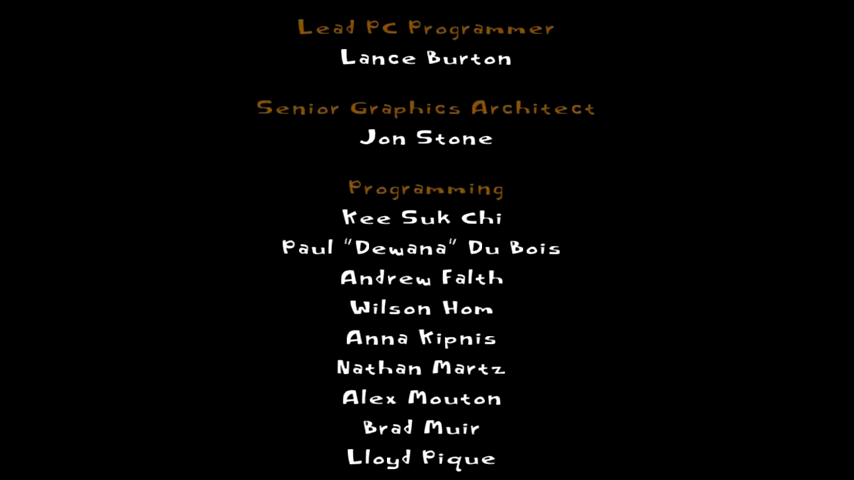 Lead PC Programmer
Lance Burton
Senior Graphics Architect
Jon Stone
Programming
Kee Suk Chi
Paul "Dewana" Du Bois
Andrew Falth
Wilson Hom
Anna Kipnis
Nathan Martz
Alex Mouton
Brad Muir
Lloyd Pique